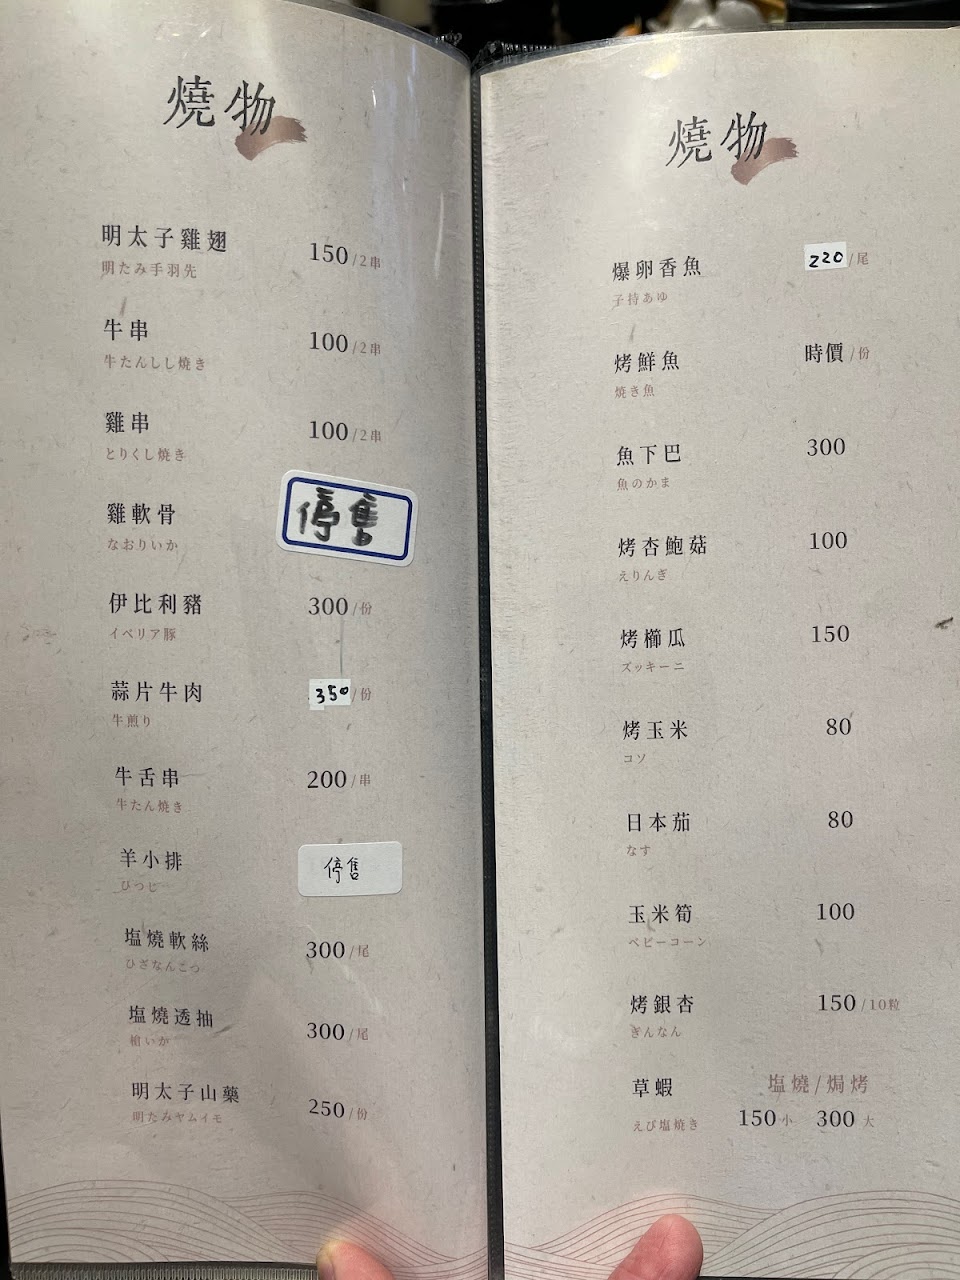 燒物
明太子雞翅 150/2串
明たみ手羽先
牛串 100/2串
牛たんしし焼き
雞串 100/2串
とりくし焼き
雞軟骨 停售
なおりいか
伊比利豬 300/份
イベリア豚
蒜片牛肉 350/份
牛煎り
牛舌串 200/串
牛たん焼き
羊小排 停售
ひつじ
塩燒軟絲 300/尾
ひざなんこつ
塩燒透抽 300/尾
槍いか
明太子山藥 250/份
明たみヤムイモ
燒物
爆卵香魚 220/尾
子持あゆ
烤鮮魚 時價/份
焼き魚
魚下巴 300
魚のかま
烤杏鮑菇 100
えりんぎ
烤櫛瓜 150
ズッキーニ
烤玉米 80
コソ
日本茄 80
なす
玉米筍 100
ベビーコーン
烤銀杏 150/10粒
ぎんなん
草蝦 塩燒/焗烤
えび塩焼き 150小 300大